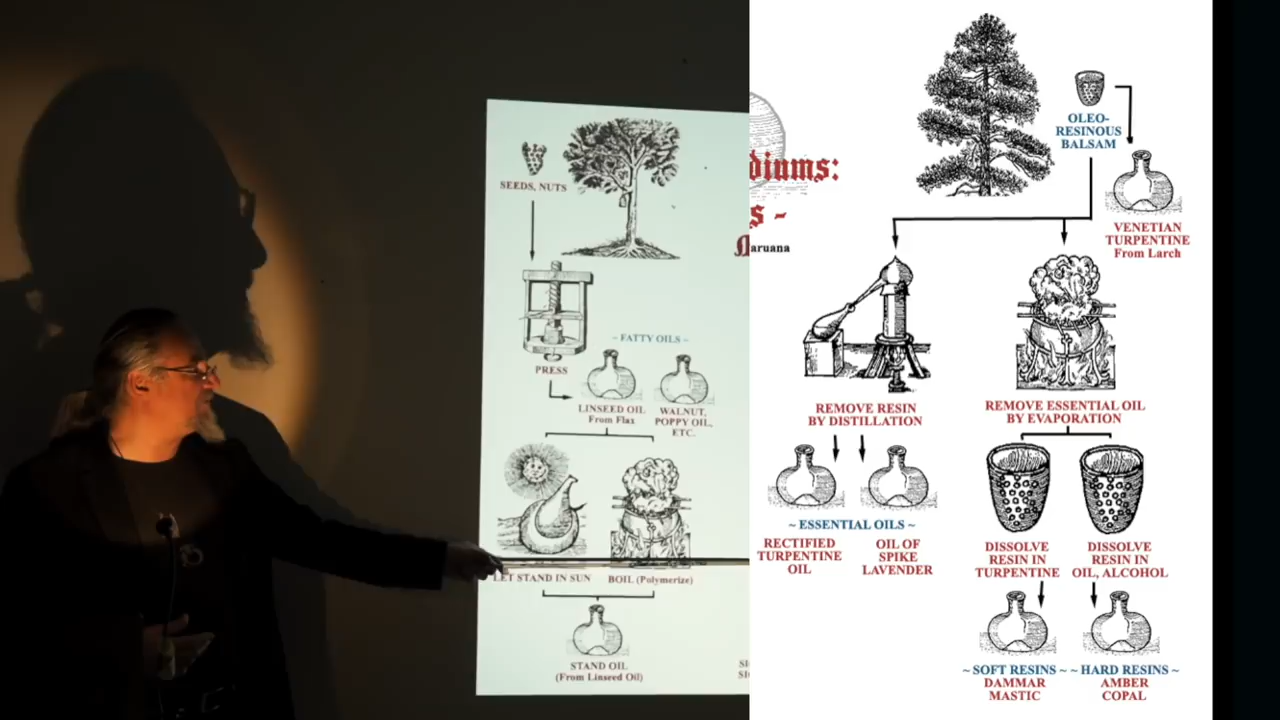 SEEDS, NUTS
PRESS
~ FATTY OILS ~
LINSEED OIL
From Flax
WALNUT,
POPPY OIL,
ETC.
LET STAND IN SUN
BOIL (Polymerize)
STAND OIL
(From Linseed Oil)
diums:
s -
Maruana
OLEO-
RESINOUS
BALSAM
VENETIAN
TURPENTINE
From Larch
REMOVE RESIN
BY DISTILLATION
REMOVE ESSENTIAL OIL
BY EVAPORATION
~ ESSENTIAL OILS ~
RECTIFIED
TURPENTINE
OIL
OIL OF
SPIKE
LAVENDER
DISSOLVE
RESIN IN
TURPENTINE
DISSOLVE
RESIN IN
OIL, ALCOHOL
~ SOFT RESINS ~
DAMMAR
MASTIC
~ HARD RESINS ~
AMBER
COPAL